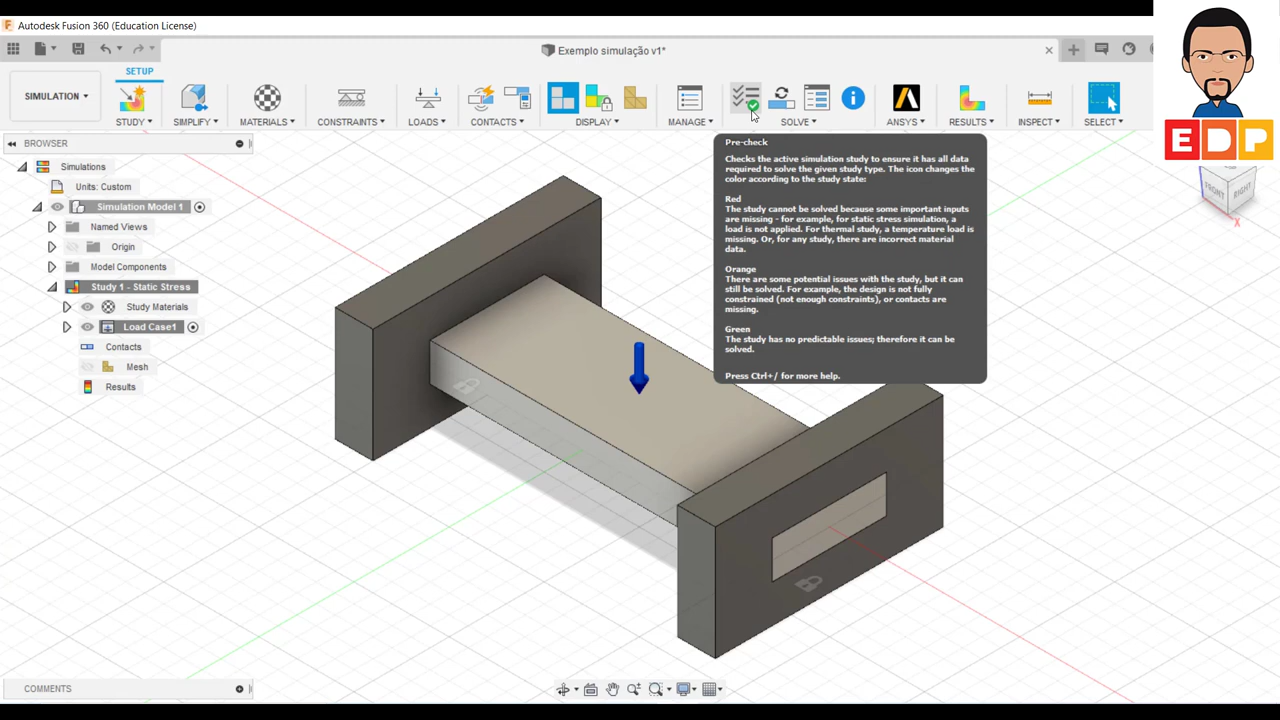 Autodesk Fusion 360 (Education License)
Exemplo simulação v1*
SETUP
SIMULATION
STUDY
SIMPLIFY
MATERIALS
CONSTRAINTS
LOADS
CONTACTS
DISPLAY
MANAGE
SOLVE
ANSYS
RESULTS
INSPECT
SELECT
EDP
BROWSER
Simulations
Units: Custom
Simulation Model 1
Named Views
Origin
Model Components
Study 1 - Static Stress
Study Materials
Load Case1
Contacts
Mesh
Results
Pre-check
Checks the active simulation study to ensure it has all data
required to solve the given study type. The icon changes the
color according to the study state:
Red
The study cannot be solved because some important inputs
are missing - for example, for static stress simulation, a
load is not applied. For thermal study, a temperature load is
missing. Or, for any study, there are incorrect material
data.
Orange
There are some potential issues with the study, but it can
still be solved. For example, the design is not fully
constrained (not enough constraints), or contacts are
missing.
Green
The study has no predictable issues; therefore it can be
solved.
Press Ctrl+/ for more help.
FRONT
RIGHT
X
COMMENTS